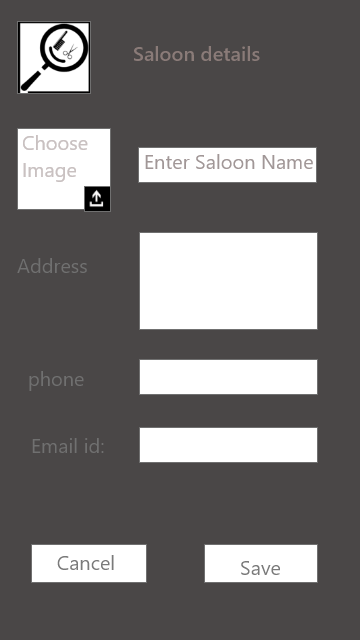 Saloon details
Choose
Image
Enter Saloon Name
Address
phone
Email id:
Cancel
Save